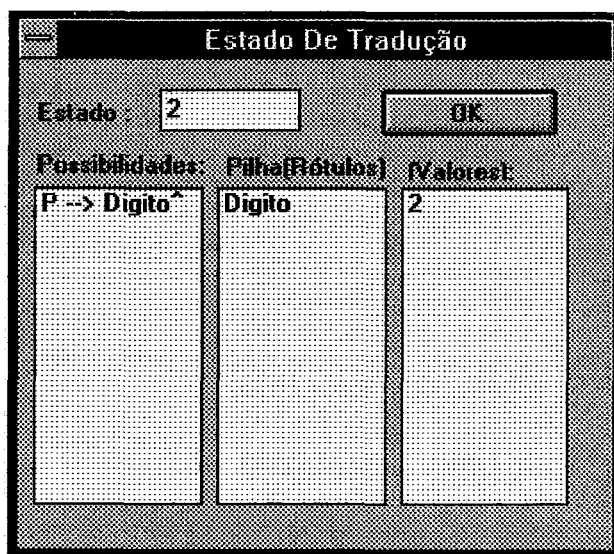 Estado De Tradução
Estado : 2 OK
Possibilidades: Pilha(Rótulos) (Valores):
P --> Digito^ Digito 2